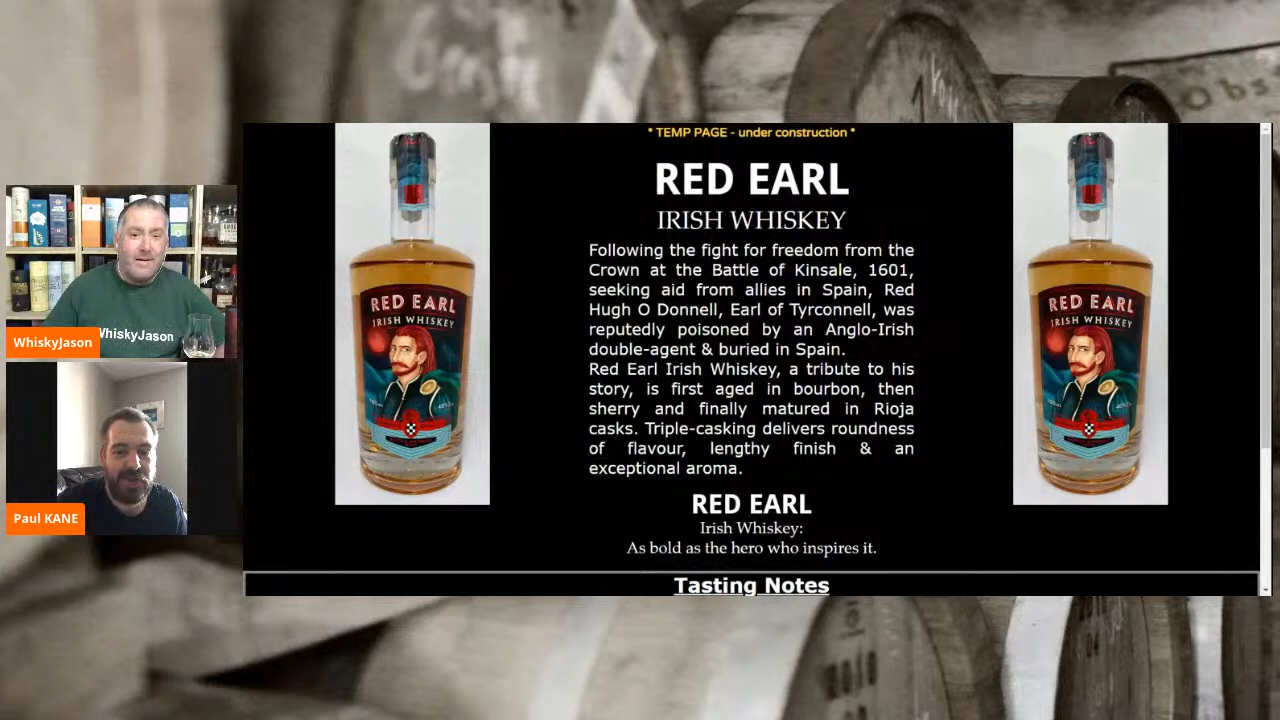 * TEMP PAGE - under construction *
RED EARL
IRISH WHISKEY
Following the fight for freedom from the
Crown at the Battle of Kinsale, 1601,
seeking aid from allies in Spain, Red
Hugh O Donnell, Earl of Tyrconnell, was
reputedly poisoned by an Anglo-Irish
double-agent & buried in Spain.
Red Earl Irish Whiskey, a tribute to his
story, is first aged in bourbon, then
sherry and finally matured in Rioja
casks. Triple-casking delivers roundness
of flavour, lengthy finish & an
exceptional aroma.
RED EARL
Irish Whiskey:
As bold as the hero who inspires it.
Tasting Notes
RED EARL
IRISH WHISKEY
RED EARL
IRISH WHISKEY
WhiskyJason
WhiskyJason
Paul KANE